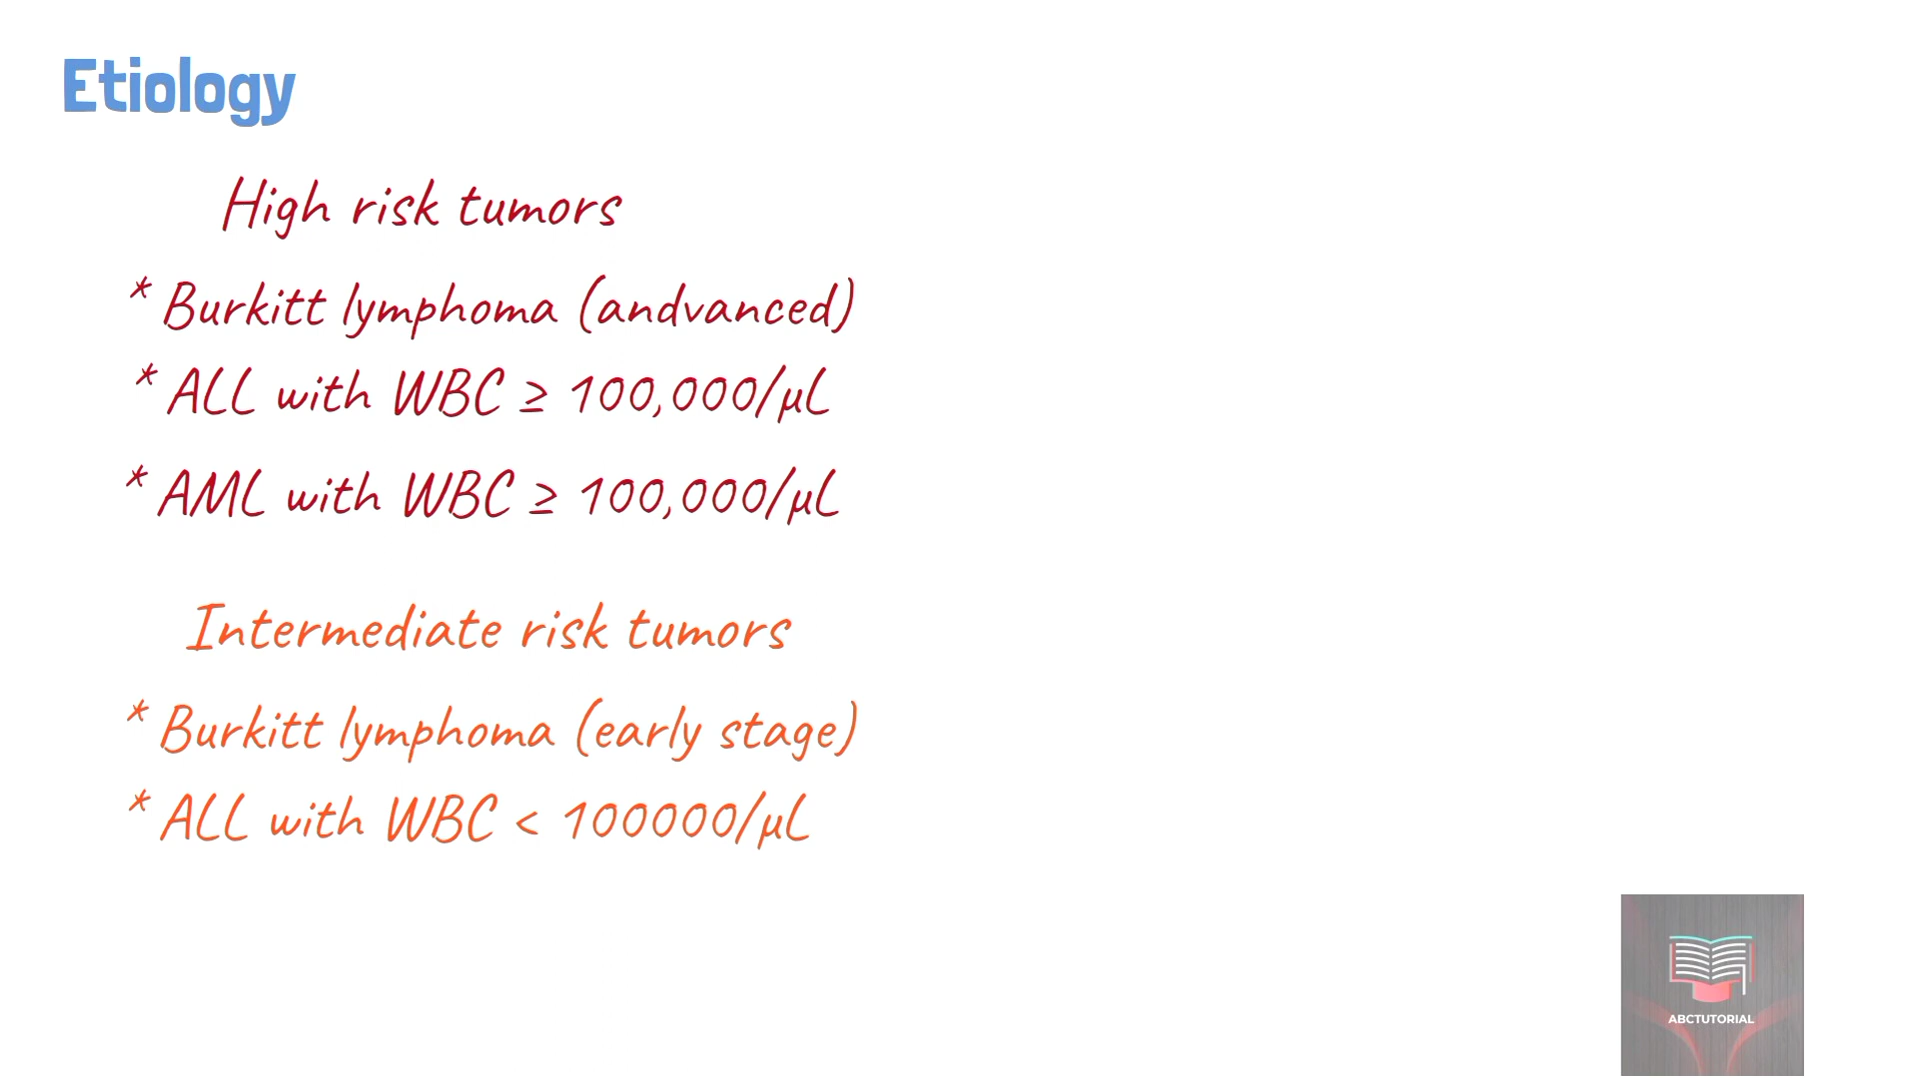 Etiology
High risk tumors
* Burkitt lymphoma (andvanced)
* ALL with WBC ≥ 100,000/µL
* AML with WBC ≥ 100,000/µL
Intermediate risk tumors
* Burkitt lymphoma (early stage)
* ALL with WBC < 100000/µL
ABCTUTORIAL